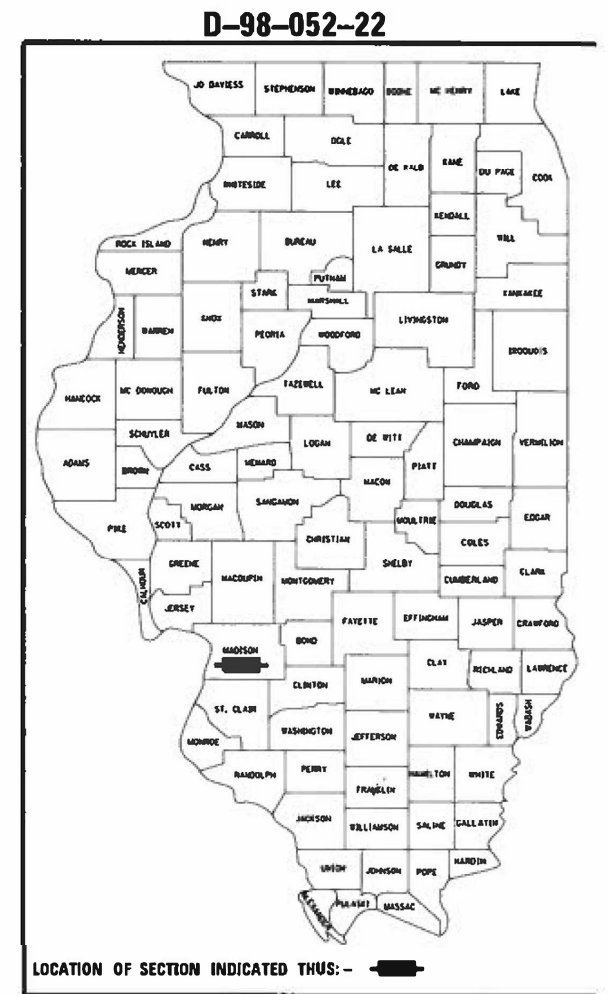 D-98-052-22
JO DAVIESS STEPHENSON WINNEBAGO BOONE MC HENRY LAKE
CARROLL OGLE DE KALB KANE DU PAGE COOK
WHITESIDE LEE KENDALL WILL
ROCK ISLAND HENRY BUREAU LA SALLE GRUNDY
MERCER PUTNAM KANKAKEE
HENDERSON WARREN KNOX STARK MARSHALL LIVINGSTON
PEORIA WOODFORD IROQUOIS
HANCOCK MC DONOUGH FULTON TAZEWELL MC LEAN FORD
SCHUYLER MASON LOGAN DE WITT CHAMPAIGN VERMILION
ADAMS BROWN CASS MENARD MACON PIATT
PIKE SCOTT MORGAN SANGAMON MOULTRIE DOUGLAS EDGAR
CHRISTIAN COLES
CALHOUN GREENE MACOUPIN MONTGOMERY SHELBY CUMBERLAND CLARK
JERSEY FAYETTE EFFINGHAM JASPER CRAWFORD
MADISON BOND CLAY RICHLAND LAWRENCE
CLINTON MARION
ST. CLAIR WAYNE EDWARDS WABASH
MONROE WASHINGTON JEFFERSON
RANDOLPH PERRY FRANKLIN HAMILTON WHITE
JACKSON WILLIAMSON SALINE GALLATIN
UNION JOHNSON POPE HARDIN
ALEXANDER PULASKI MASSAC
LOCATION OF SECTION INDICATED THUS:-